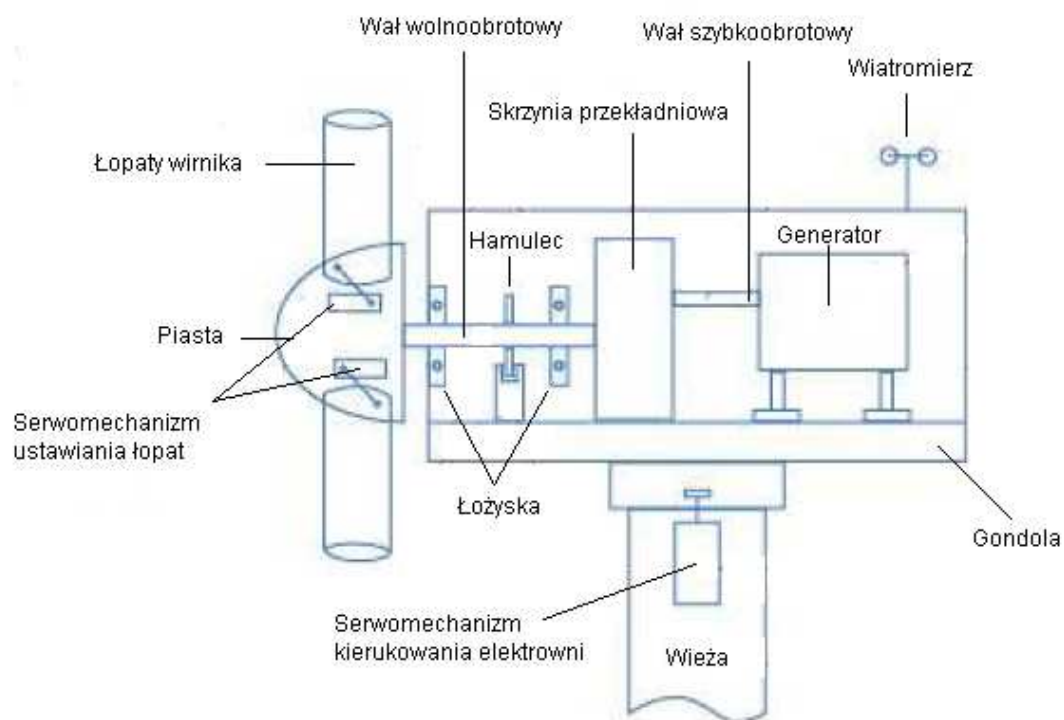 Wał wolnoobrotowy
Wał szybkoobrotowy
Wiatromierz
Skrzynia przekładniowa
Łopaty wirnika
Hamulec
Generator
Piasta
Serwomechanizm
ustawiania łopat
Łożyska
Gondola
Serwomechanizm
kierukowania elektrowni
Wieża